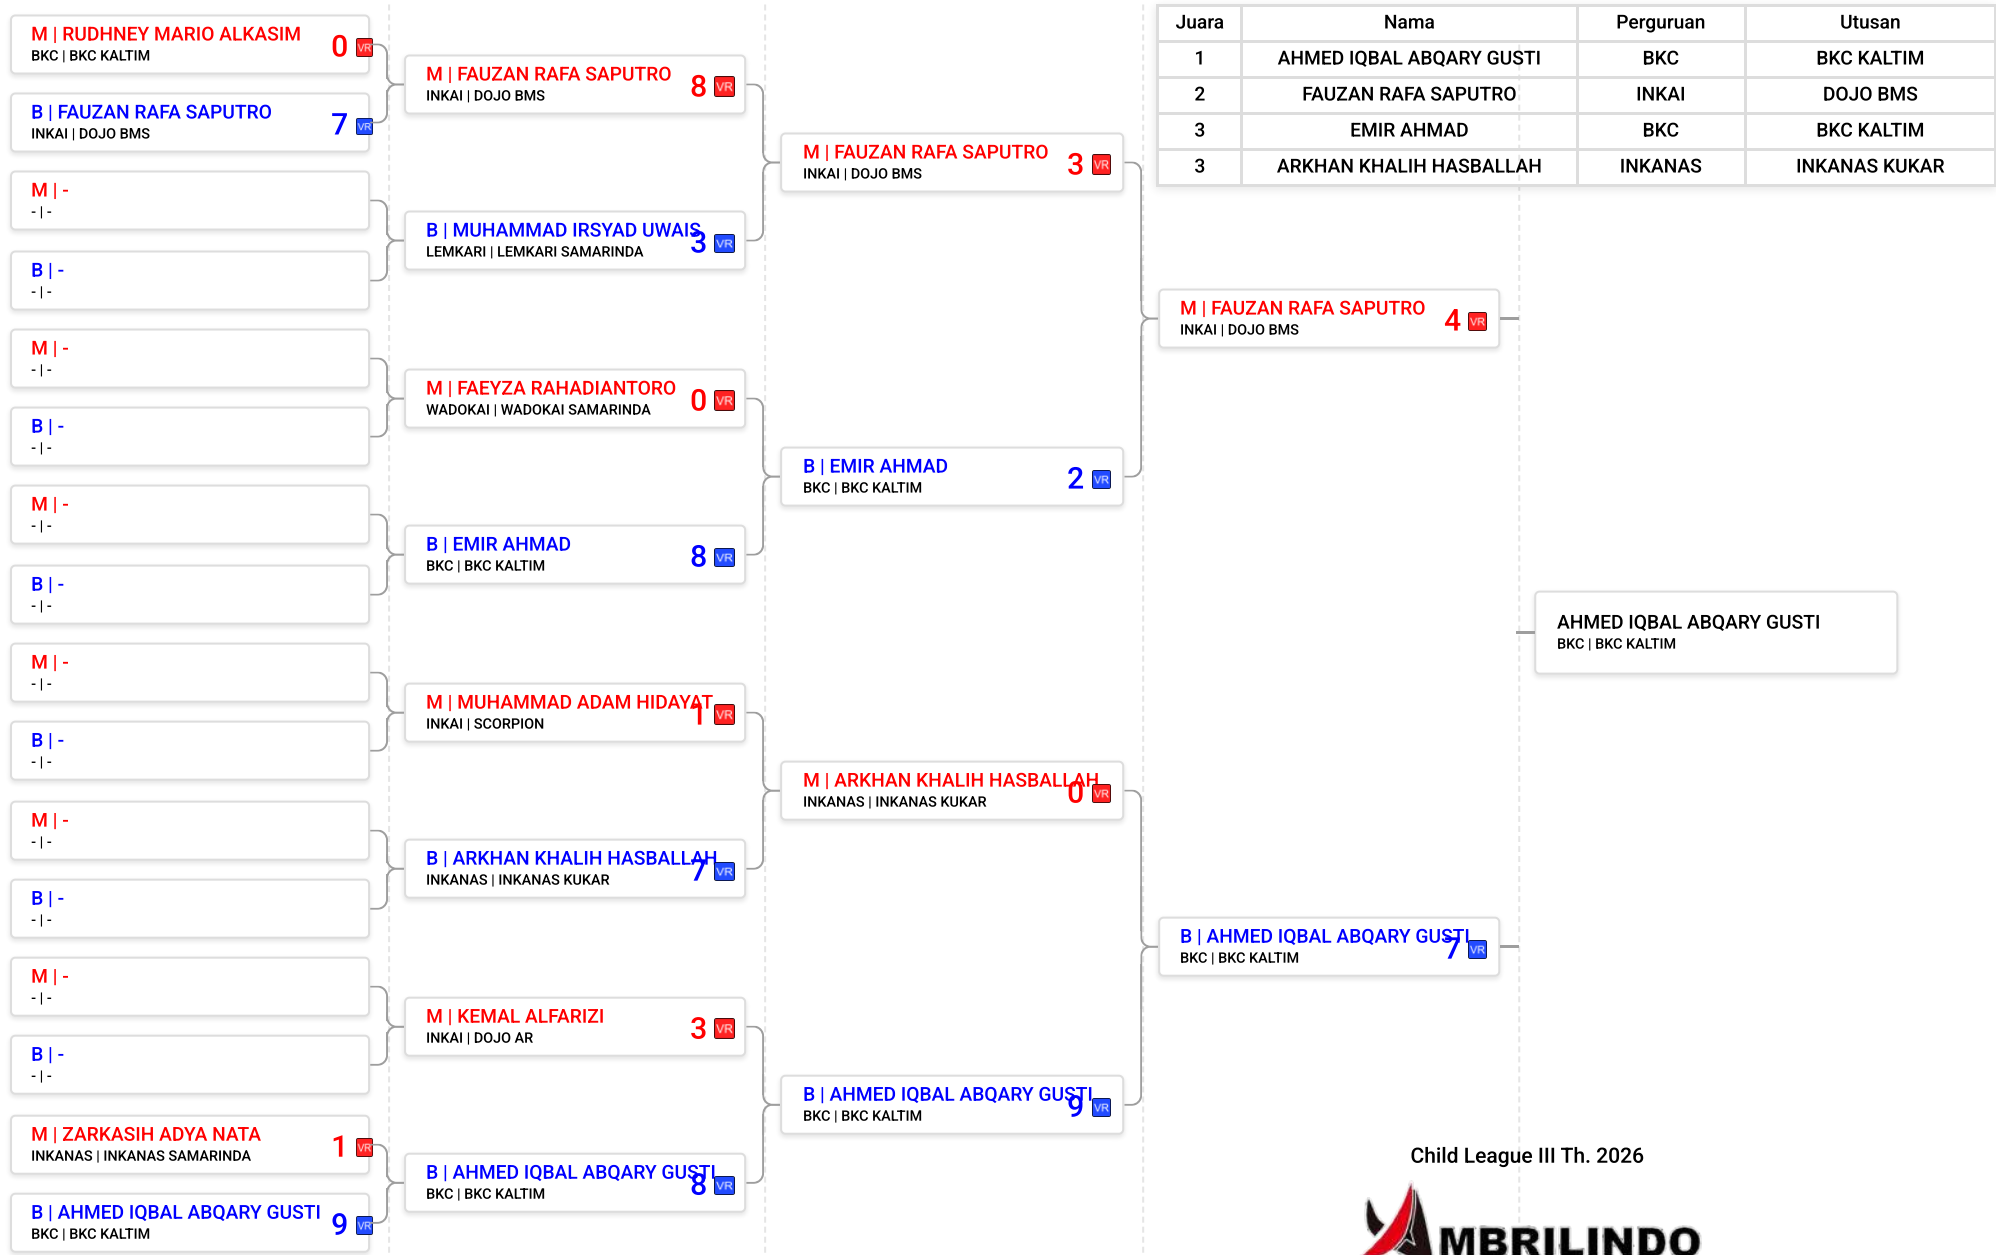 M | RUDHNEY MARIO ALKASIM 0 VR
BKC | BKC KALTIM
B | FAUZAN RAFA SAPUTRO 7 VR
INKAI | DOJO BMS
M | -
- | -
B | -
- | -
M | -
- | -
B | -
- | -
M | -
- | -
B | -
- | -
M | -
- | -
B | -
- | -
M | -
- | -
B | -
- | -
M | -
- | -
B | -
- | -
M | ZARKASIH ADYA NATA 1 VR
INKANAS | INKANAS SAMARINDA
B | AHMED IQBAL ABQARY GUSTI 9 VR
BKC | BKC KALTIM
M | FAUZAN RAFA SAPUTRO 8 VR
INKAI | DOJO BMS
B | MUHAMMAD IRSYAD UWAIS 3 VR
LEMKARI | LEMKARI SAMARINDA
M | FAEYZA RAHADIANTORO 0 VR
WADOKAI | WADOKAI SAMARINDA
B | EMIR AHMAD 8 VR
BKC | BKC KALTIM
M | MUHAMMAD ADAM HIDAYAT 1 VR
INKAI | SCORPION
B | ARKHAN KHALIH HASBALLAH 7 VR
INKANAS | INKANAS KUKAR
M | KEMAL ALFARIZI 3 VR
INKAI | DOJO AR
B | AHMED IQBAL ABQARY GUSTI 8 VR
BKC | BKC KALTIM
M | FAUZAN RAFA SAPUTRO 3 VR
INKAI | DOJO BMS
B | EMIR AHMAD 2 VR
BKC | BKC KALTIM
M | ARKHAN KHALIH HASBALLAH 0 VR
INKANAS | INKANAS KUKAR
B | AHMED IQBAL ABQARY GUSTI 9 VR
BKC | BKC KALTIM
M | FAUZAN RAFA SAPUTRO 4 VR
INKAI | DOJO BMS
B | AHMED IQBAL ABQARY GUSTI 7 VR
BKC | BKC KALTIM
AHMED IQBAL ABQARY GUSTI
BKC | BKC KALTIM
Juara Nama Perguruan Utusan
1 AHMED IQBAL ABQARY GUSTI BKC BKC KALTIM
2 FAUZAN RAFA SAPUTRO INKAI DOJO BMS
3 EMIR AHMAD BKC BKC KALTIM
3 ARKHAN KHALIH HASBALLAH INKANAS INKANAS KUKAR
Child League III Th. 2026
MBRILINDO